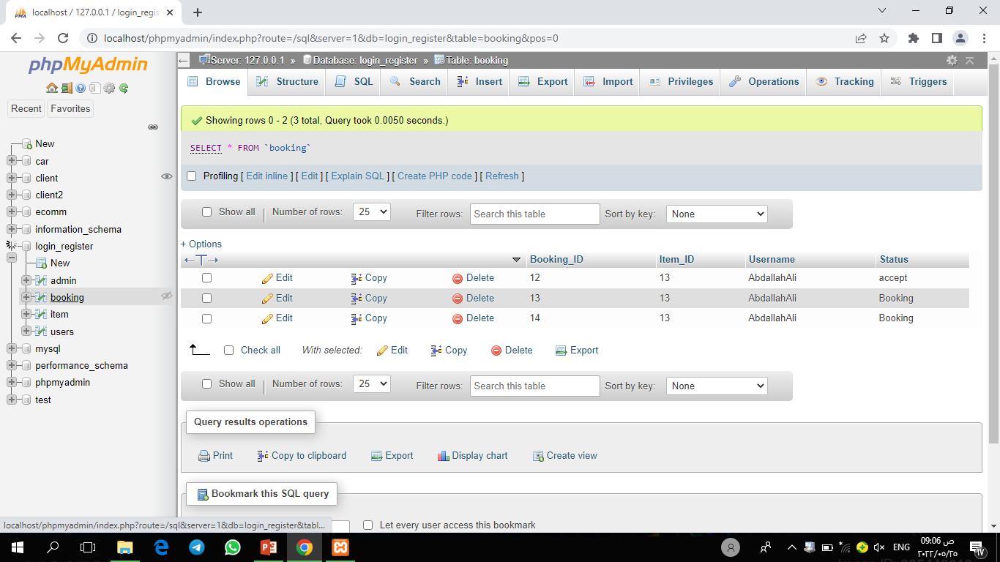 localhost / 127.0.0.1 / login_regis
localhost/phpmyadmin/index.php?route=/sql&server=1&db=login_register&table=booking&pos=0
phpMyAdmin
Recent Favorites
New
car
client
client2
ecomm
information_schema
login_register
New
admin
booking
item
users
mysql
performance_schema
phpmyadmin
test
Server: 127.0.0.1 » Database: login_register » Table: booking
Browse Structure SQL Search Insert Export Import Privileges Operations Tracking Triggers
Showing rows 0 - 2 (3 total, Query took 0.0050 seconds.)
SELECT * FROM `booking`
Profiling [ Edit inline ] [ Edit ] [ Explain SQL ] [ Create PHP code ] [ Refresh ]
Show all | Number of rows: 25 Filter rows: Search this table Sort by key: None
+ Options
←T→ Booking_ID Item_ID Username Status
Edit Copy Delete 12 13 AbdallahAli accept
Edit Copy Delete 13 13 AbdallahAli Booking
Edit Copy Delete 14 13 AbdallahAli Booking
Check all With selected: Edit Copy Delete Export
Show all | Number of rows: 25 Filter rows: Search this table Sort by key: None
Query results operations
Print Copy to clipboard Export Display chart Create view
Bookmark this SQL query
Let every user access this bookmark
localhost/phpmyadmin/index.php?route=/sql&server=1&db=login_register&tabl...
ENG
09:06 ص
٢٠٢٢/٠٥/٢٥